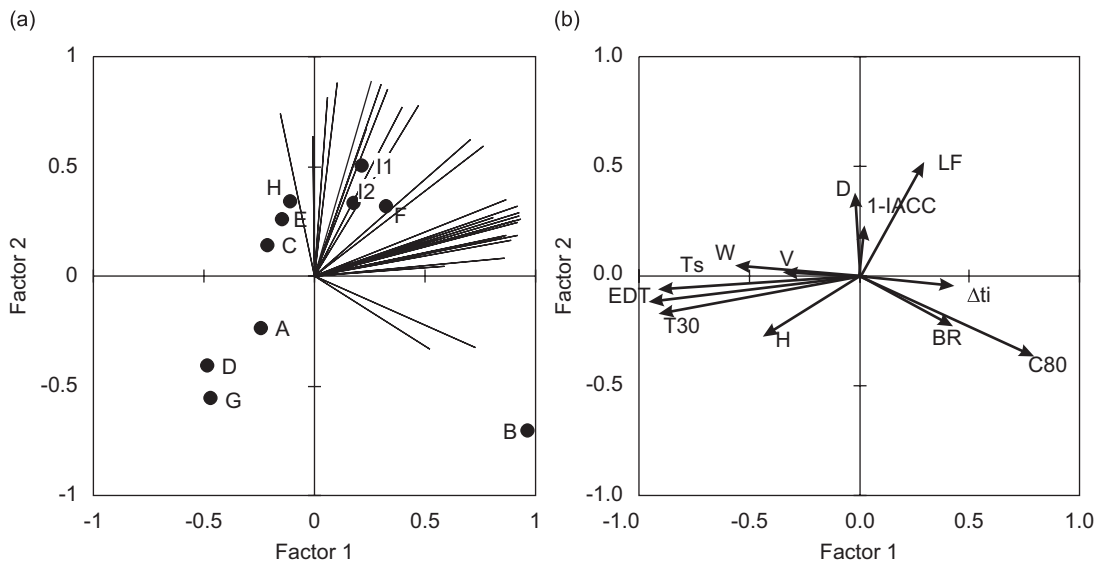 (a)
1
0.5
0
-0.5
-1
Factor 2
H
E
C
I1
I2
F
A
D
G
B
-1
-0.5
0
0.5
1
Factor 1
(b)
1.0
0.5
0.0
-0.5
-1.0
Factor 2
LF
D
1-IACC
W
V
Ts
EDT
T30
H
Δti
BR
C80
-1.0
-0.5
0.0
0.5
1.0
Factor 1